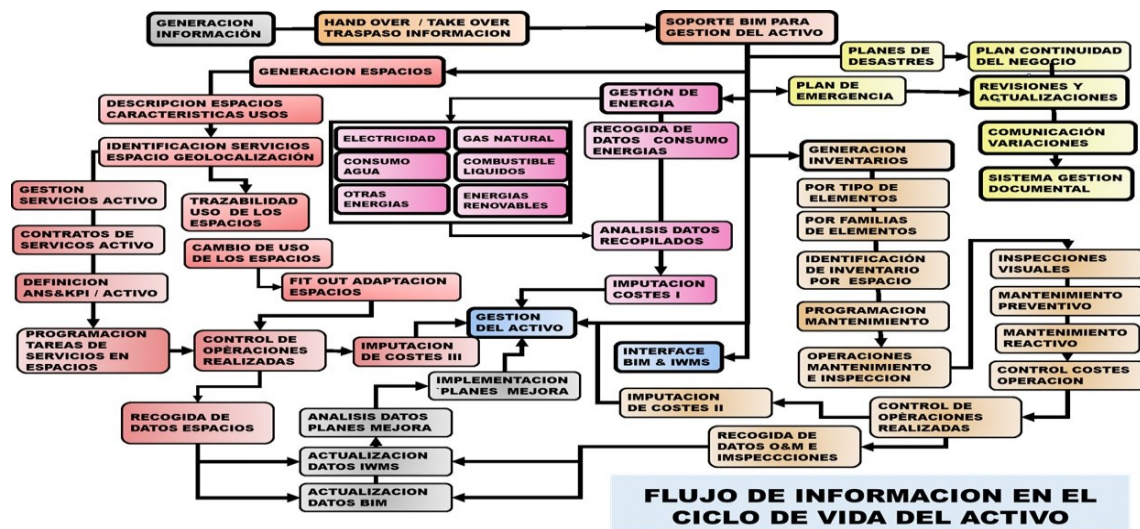 GENERACION
INFORMACIÖN
HAND OVER / TAKE OVER
TRASPASO INFORMACION
SOPORTE BIM PARA
GESTION DEL ACTIVO
GENERACION ESPACIOS
DESCRIPCION ESPACIOS
CARACTERISTICAS USOS
IDENTIFICACION SERVICIOS
ESPACIO GEOLOCALIZACIÓN
GESTION
SERVICIOS ACTIVO
CONTRATOS DE
SERVICOS ACTIVO
DEFINICION
ANS&KPI / ACTIVO
PROGRAMACION
TAREAS DE
SERVICIOS EN
ESPACIOS
TRAZABILIDAD
USO DE LOS
ESPACIOS
CAMBIO DE USO
DE LOS ESPACIOS
FIT OUT ADAPTACION
ESPACIOS
CONTROL DE
OPERACIONES
REALIZADAS
IMPUTACION
DE COSTES III
RECOGIDA DE
DATOS ESPACIOS
GESTIÓN DE
ENERGIA
RECOGIDA DE
DATOS CONSUMO
ENERGIAS
ELECTRICIDAD
GAS NATURAL
CONSUMO
AGUA
COMBUSTIBLE
LIQUIDOS
OTRAS
ENERGIAS
ENERGIAS
RENOVABLES
ANALISIS DATOS
RECOPILADOS
IMPUTACION
COSTES I
GESTION
DEL ACTIVO
INTERFACE
BIM & IWMS
IMPLEMENTACION
PLANES MEJORA
ANALISIS DATOS
PLANES MEJORA
ACTUALIZACION
DATOS IWMS
ACTUALIZACION
DATOS BIM
PLANES DE
DESASTRES
PLAN CONTINUIDAD
DEL NEGOCIO
PLAN DE
EMERGENCIA
REVISIONES Y
ACTUALIZACIONES
COMUNICACIÓN
VARIACIONES
SISTEMA GESTION
DOCUMENTAL
GENERACION
INVENTARIOS
POR TIPO DE
ELEMENTOS
POR FAMILIAS
DE ELEMENTOS
IDENTIFICACIÓN
DE INVENTARIO
POR ESPACIO
PROGRAMACION
MANTENIMIENTO
OPERACIONES
MANTENIMIENTO
E INSPECCION
INSPECCIONES
VISUALES
MANTENIMIENTO
PREVENTIVO
MANTENIMIENTO
REACTIVO
CONTROL COSTES
OPERACION
CONTROL DE
OPERACIONES
REALIZADAS
IMPUTACION
DE COSTES II
RECOGIDA DE
DATOS O&M E
IMSPECCCIONES
FLUJO DE INFORMACION EN EL
CICLO DE VIDA DEL ACTIVO